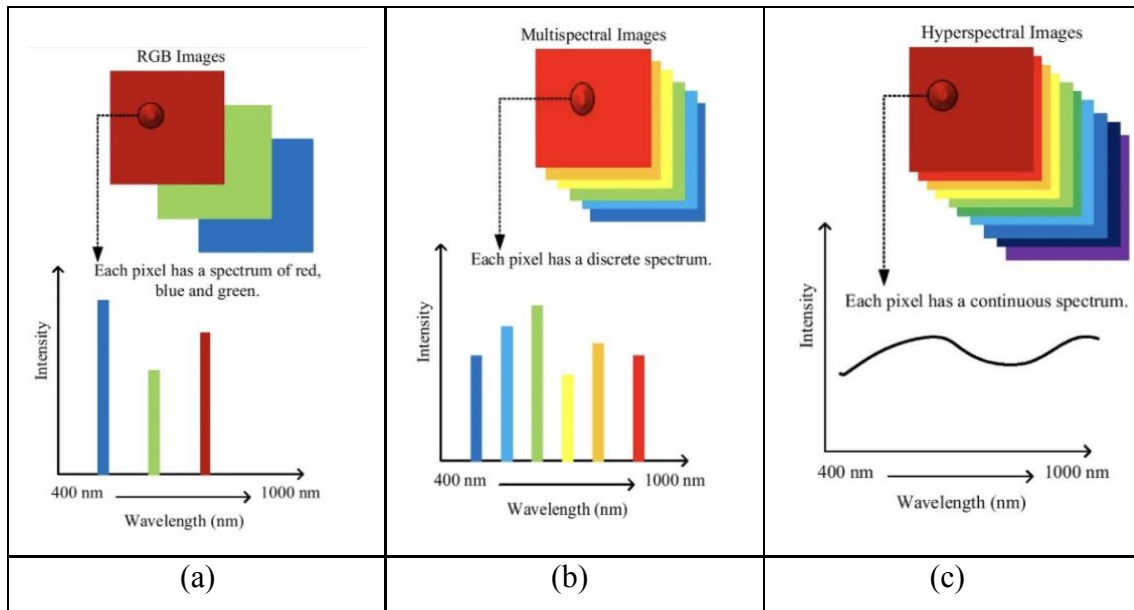 RGB Images
Each pixel has a spectrum of red,
blue and green.
Intensity
400 nm
1000 nm
Wavelength (nm)
(a)
Multispectral Images
Each pixel has a discrete spectrum.
Intensity
400 nm
1000 nm
Wavelength (nm)
(b)
Hyperspectral Images
Each pixel has a continuous spectrum.
Intensity
400 nm
1000 nm
Wavelength (nm)
(c)